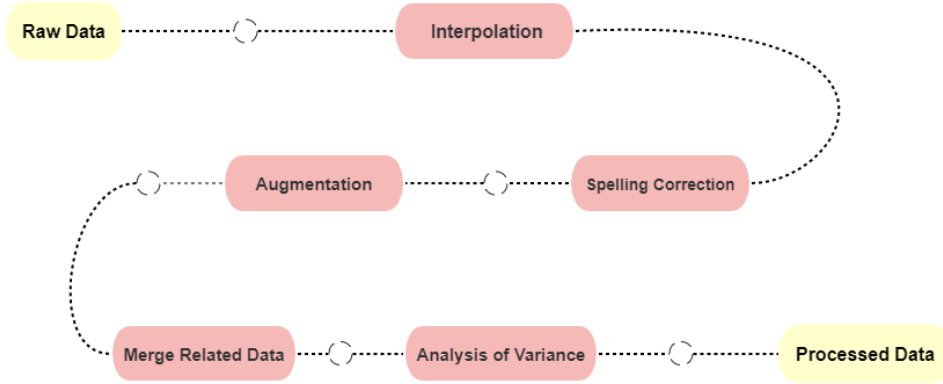 Raw Data
Interpolation
Spelling Correction
Augmentation
Merge Related Data
Analysis of Variance
Processed Data